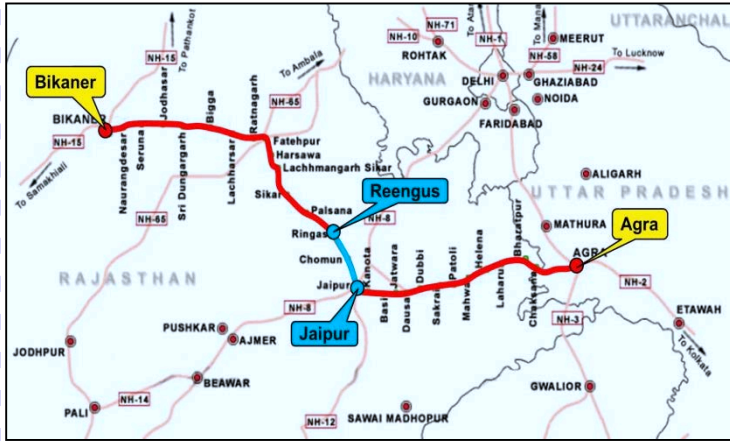 NH-71
To Atari
To Mana
UTTARANCHAL
NH-15
To Pathankot
NH-10
ROHTAK
NH-1
NH-58
MEERUT
To Lucknow
To Ambala
HARYANA
DELHI
GHAZIABAD
NH-24
Bikaner
BIKANER
Jodhasar
Bigga
Ratnagarh
NH-65
GURGAON
NOIDA
FARIDABAD
NH-15
Naurangdesar
Seruna
Sri Dungargarh
Lachharsar
Fatehpur
Harsawa
Lachhmangarh Sikar
To Samakhiali
Reengus
ALIGARH
UTTAR PRADESH
Sikar
Palsana
Ringas
NH-65
NH-8
MATHURA
Agra
Chomun
RAJASTHAN
Jaipur
Kanota
Basi
Jatwara
Dausa
Dubbi
Sakrai
Patoli
Mahwa
Helena
Laharu
Bharatpur
Chaksana
AGRA
NH-2
NH-8
Jaipur
NH-3
ETAWAH
To Kolkata
PUSHKAR
AJMER
JODHPUR
BEAWAR
GWALIOR
PALI
NH-14
NH-12
SAWAI MADHOPUR